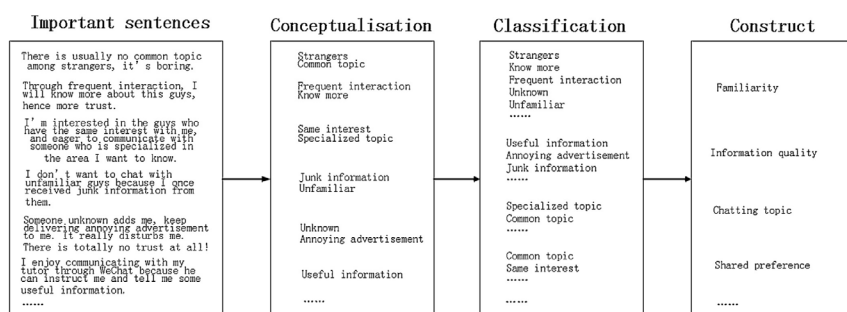 Important sentences
There is usually no common topic
among strangers, it's boring.
Through frequent interaction, I
will know more about this guys,
hence more trust.
I'm interested in the guys who
have the same interest with me,
and eager to communicate with
someone who is specialized in
the area I want to know.
I don't want to chat with
unfamiliar guys because I once
received junk information from
them.
Someone unknown adds me, keep
delivering annoying advertisement
to me. It really disturbs me.
There is totally no trust at all!
I enjoy communicating with my
tutor through WeChat because he
can instruct me and tell me some
useful information.
……
Conceptualisation
Strangers
Common topic
Frequent interaction
Know more
Same interest
Specialized topic
Junk information
Unfamiliar
Unknown
Annoying advertisement
Useful information
……
Classification
Strangers
Know more
Frequent interaction
Unknown
Unfamiliar
……
Useful information
Annoying advertisement
Junk information
……
Specialized topic
Common topic
……
Common topic
Same interest
……
……
Construct
Familiarity
Information quality
Chatting topic
Shared preference
……